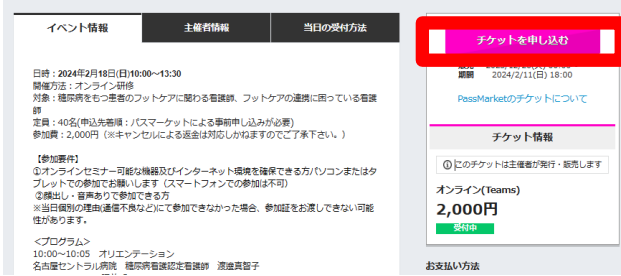 イベント情報
主催者情報
当日の受付方法
日時：2024年2月18日(日)10:00～13:30
開催方法：オンライン研修
対象：糖尿病をもつ患者のフットケアに関わる看護師、フットケアの連携に困っている看護
師
定員：40名(申込先着順：パスマーケットによる事前申し込みが必要)
参加費：2,000円（※キャンセルによる返金は対応しかねますのでご了承下さい。）
【参加要件】
①オンラインセミナー可能な機器及びインターネット環境を確保できる方パソコンまたはタ
ブレットでの参加でお願いします（スマートフォンでの参加は不可）
②顔出し・音声ありで参加できる方
※当日個別の理由(通信不良など)にて参加できなかった場合、参加証をお渡しできない可能
性があります。
＜プログラム＞
10:00～10:05 オリエンテーション
名古屋セントラル病院 糖尿病看護認定看護師 渡邉真智子
チケットを申し込む
期間 2024/2/11(日) 18:00
PassMarketのチケットについて
チケット情報
このチケットは主催者が発行・販売します
オンライン(Teams)
2,000円
受付中
お支払い方法